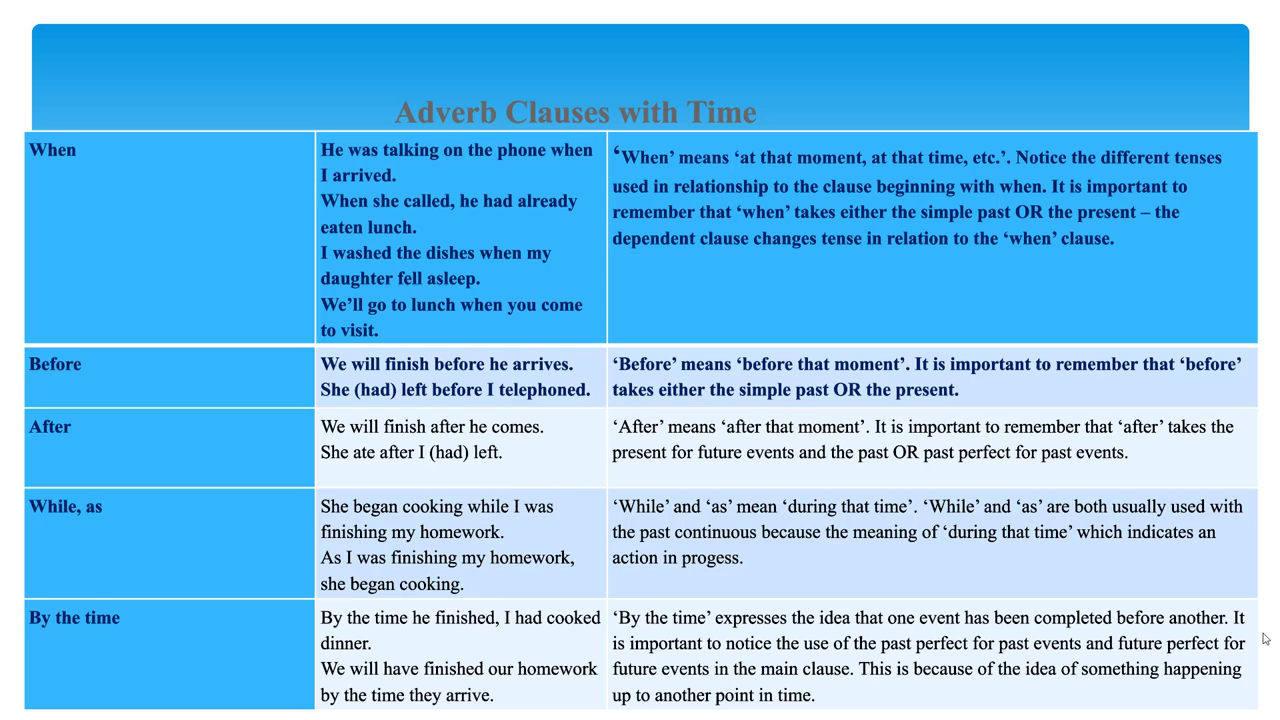 Adverb Clauses with Time
When
He was talking on the phone when
I arrived.
When she called, he had already
eaten lunch.
I washed the dishes when my
daughter fell asleep.
We’ll go to lunch when you come
to visit.
‘When’ means ‘at that moment, at that time, etc.’. Notice the different tenses
used in relationship to the clause beginning with when. It is important to
remember that ‘when’ takes either the simple past OR the present – the
dependent clause changes tense in relation to the ‘when’ clause.
Before
We will finish before he arrives.
She (had) left before I telephoned.
‘Before’ means ‘before that moment’. It is important to remember that ‘before’
takes either the simple past OR the present.
After
We will finish after he comes.
She ate after I (had) left.
‘After’ means ‘after that moment’. It is important to remember that ‘after’ takes the
present for future events and the past OR past perfect for past events.
While, as
She began cooking while I was
finishing my homework.
As I was finishing my homework,
she began cooking.
‘While’ and ‘as’ mean ‘during that time’. ‘While’ and ‘as’ are both usually used with
the past continuous because the meaning of ‘during that time’ which indicates an
action in progess.
By the time
By the time he finished, I had cooked
dinner.
We will have finished our homework
by the time they arrive.
‘By the time’ expresses the idea that one event has been completed before another. It
is important to notice the use of the past perfect for past events and future perfect for
future events in the main clause. This is because of the idea of something happening
up to another point in time.